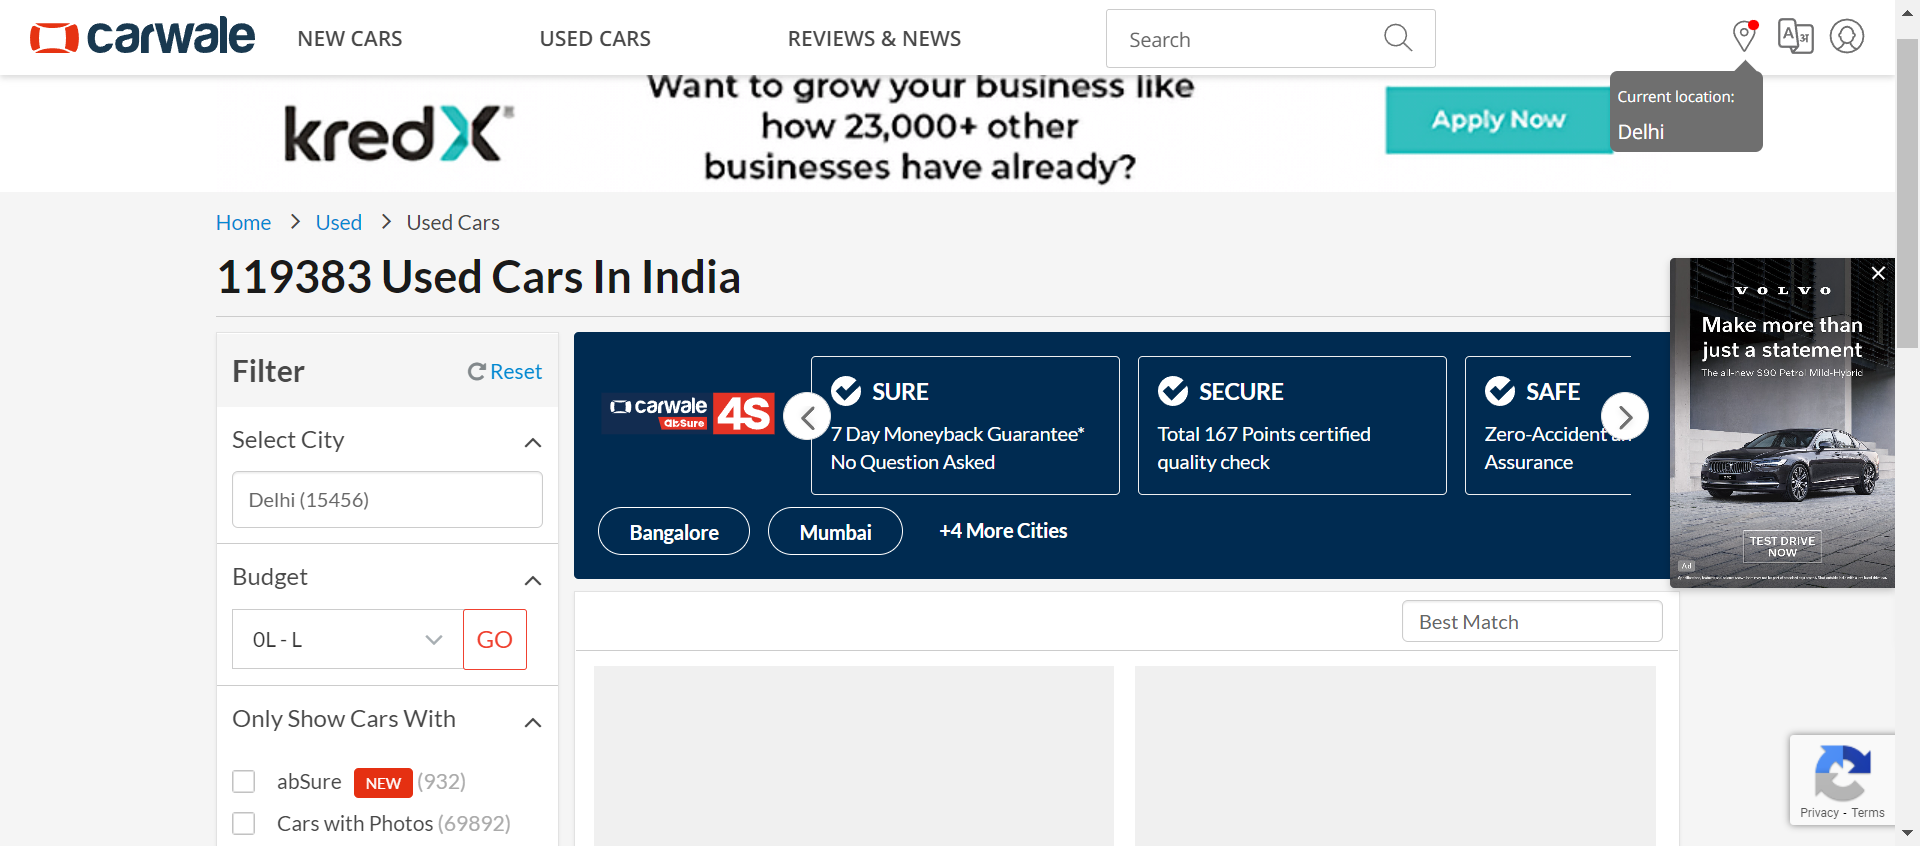 carwale
NEW CARS
USED CARS
REVIEWS & NEWS
Search
Aअ
Current location:
Delhi
kredX
Want to grow your business like
how 23,000+ other
businesses have already?
Apply Now
Home > Used > Used Cars
119383 Used Cars In India
Filter
Reset
Select City
Delhi (15456)
Budget
0L - L
GO
Only Show Cars With
abSure NEW (932)
Cars with Photos (69892)
carwale
abSure
4S
SURE
7 Day Moneyback Guarantee*
No Question Asked
SECURE
Total 167 Points certified
quality check
SAFE
Zero-Accident
Assurance
Bangalore
Mumbai
+4 More Cities
Best Match
VOLVO
Make more than
just a statement
The all-new S90 Petrol Mild-Hybrid
TEST DRIVE
NOW
Ad
Privacy - Terms